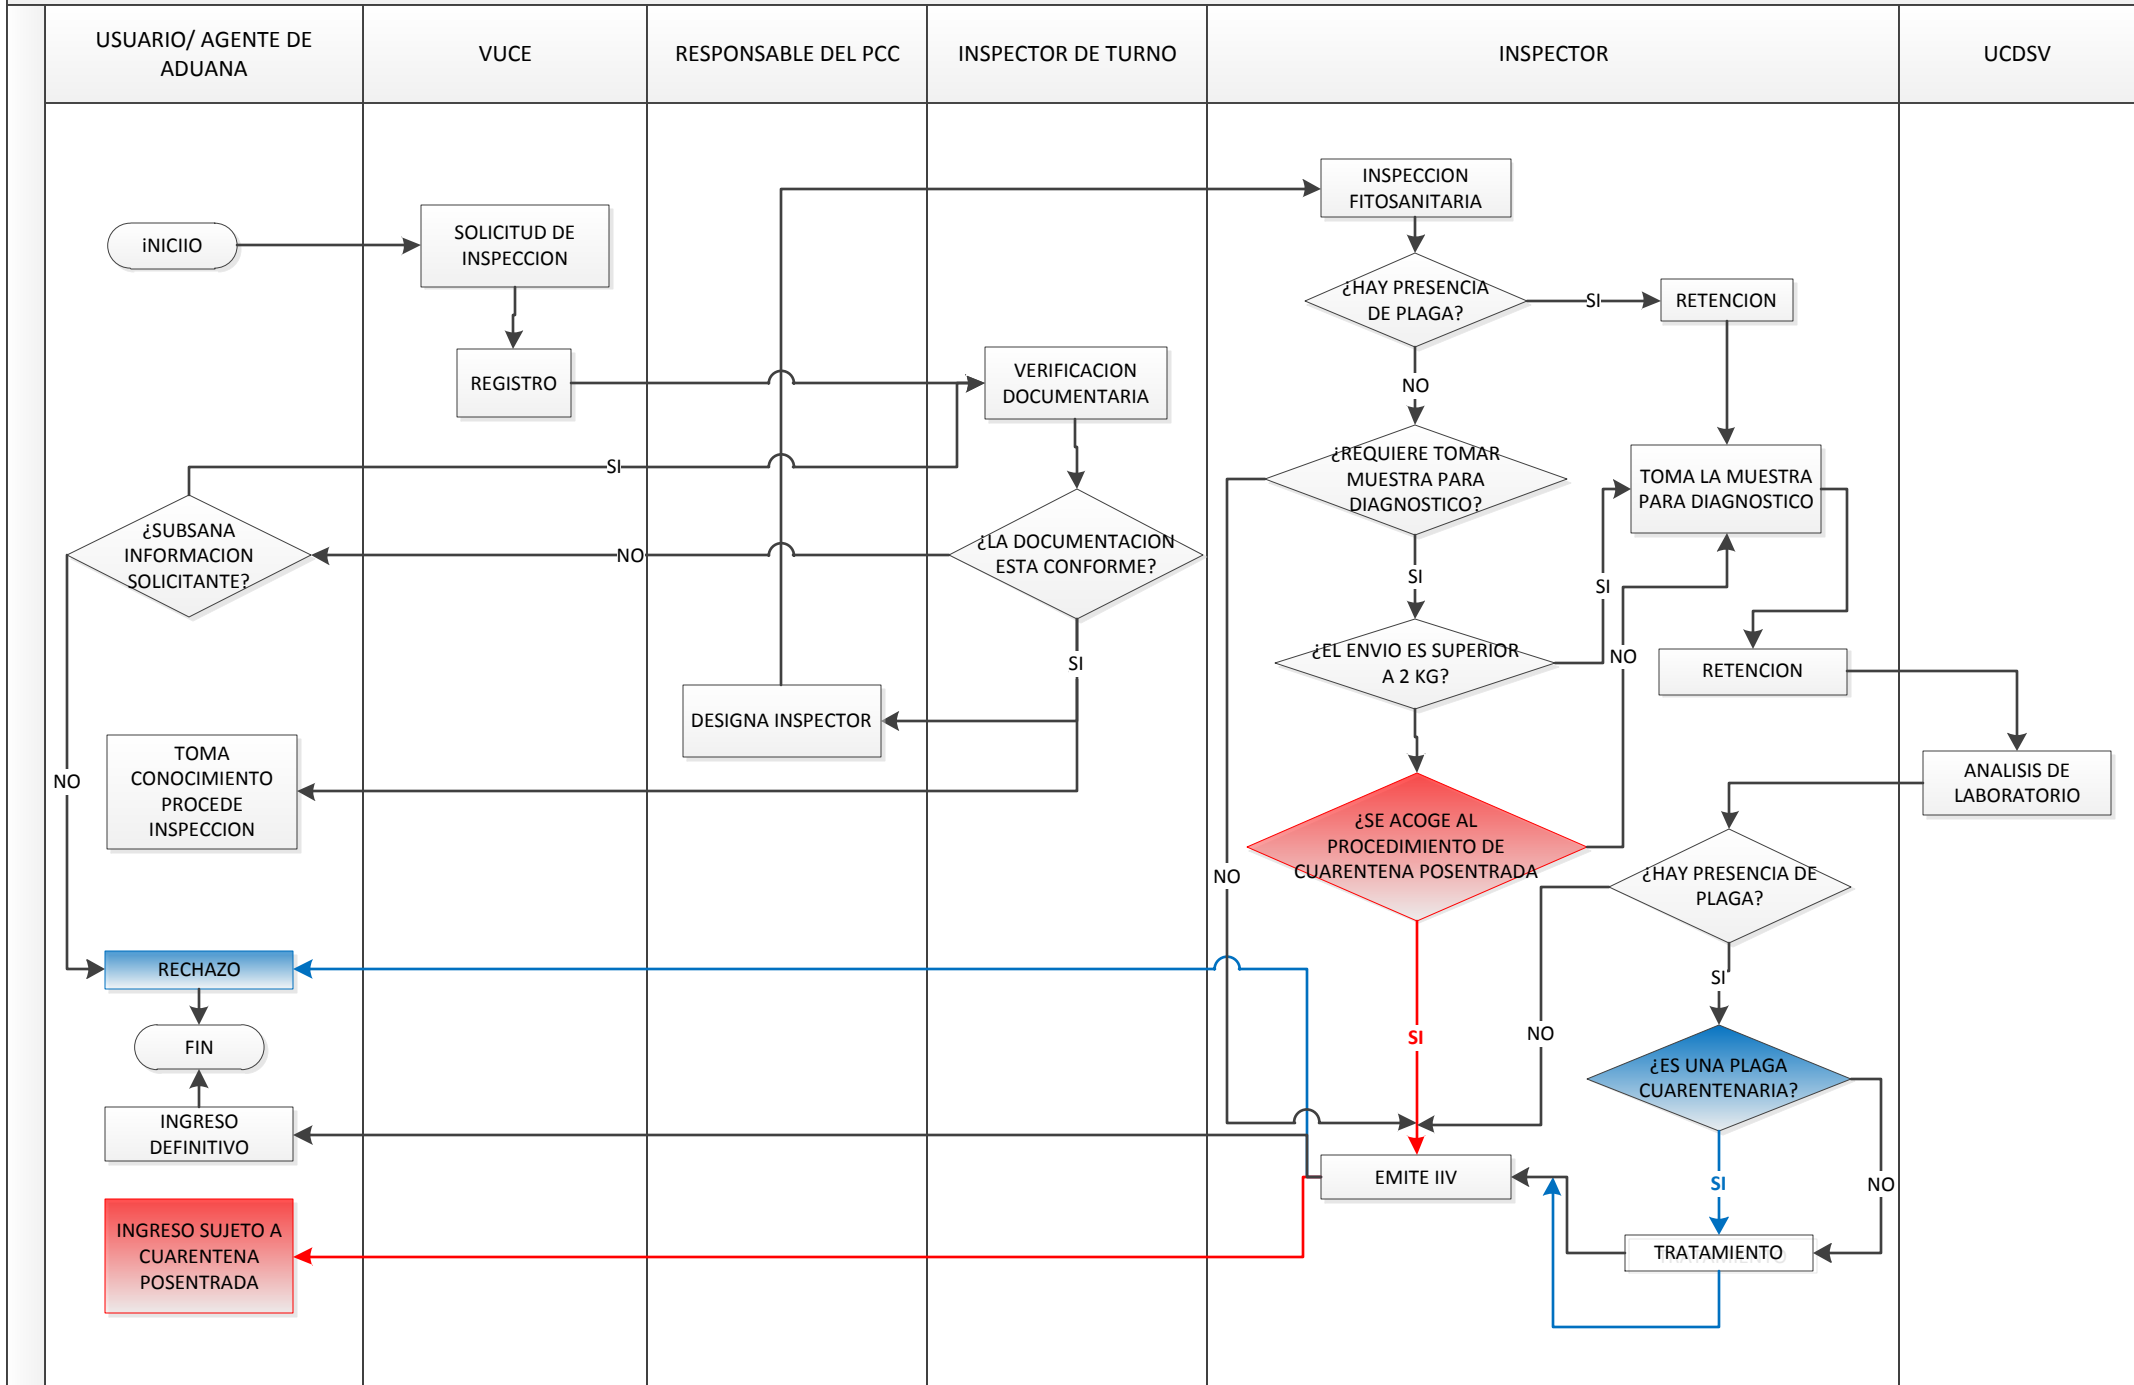 USUARIO/ AGENTE DE
ADUANA
VUCE
RESPONSABLE DEL PCC
INSPECTOR DE TURNO
INSPECTOR
UCDSV
iNICIIO
SOLICITUD DE
INSPECCION
REGISTRO
VERIFICACION
DOCUMENTARIA
SI
¿SUBSANA
INFORMACION
SOLICITANTE?
NO
¿LA DOCUMENTACION
ESTA CONFORME?
SI
DESIGNA INSPECTOR
TOMA
CONOCIMIENTO
PROCEDE
INSPECCION
NO
RECHAZO
FIN
INGRESO
DEFINITIVO
INGRESO SUJETO A
CUARENTENA
POSENTRADA
INSPECCION
FITOSANITARIA
¿HAY PRESENCIA
DE PLAGA?
SI
RETENCION
NO
¿REQUIERE TOMAR
MUESTRA PARA
DIAGNOSTICO?
TOMA LA MUESTRA
PARA DIAGNOSTICO
SI
SI
¿EL ENVIO ES SUPERIOR
A 2 KG?
NO
RETENCION
¿SE ACOGE AL
PROCEDIMIENTO DE
CUARENTENA POSENTRADA
NO
ANALISIS DE
LABORATORIO
¿HAY PRESENCIA DE
PLAGA?
SI
SI
NO
¿ES UNA PLAGA
CUARENTENARIA?
EMITE IIV
SI
NO
TRATAMIENTO